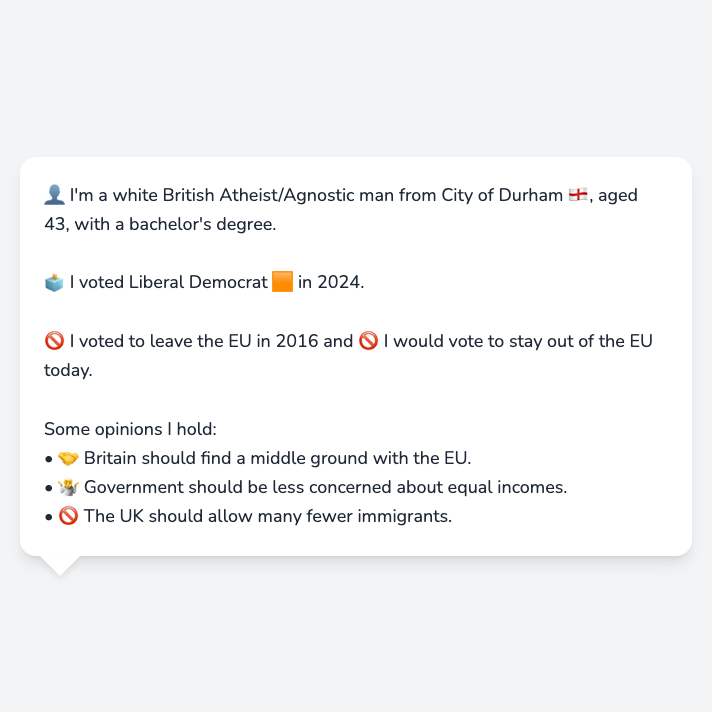 👤 I'm a white British Atheist/Agnostic man from City of Durham 🏴󠁧󠁢󠁥󠁮󠁧󠁿, aged
43, with a bachelor's degree.
🗳️ I voted Liberal Democrat 🟧 in 2024.
🚫 I voted to leave the EU in 2016 and 🚫 I would vote to stay out of the EU
today.
Some opinions I hold:
• 🤝 Britain should find a middle ground with the EU.
• 🤷 Government should be less concerned about equal incomes.
• 🚫 The UK should allow many fewer immigrants.